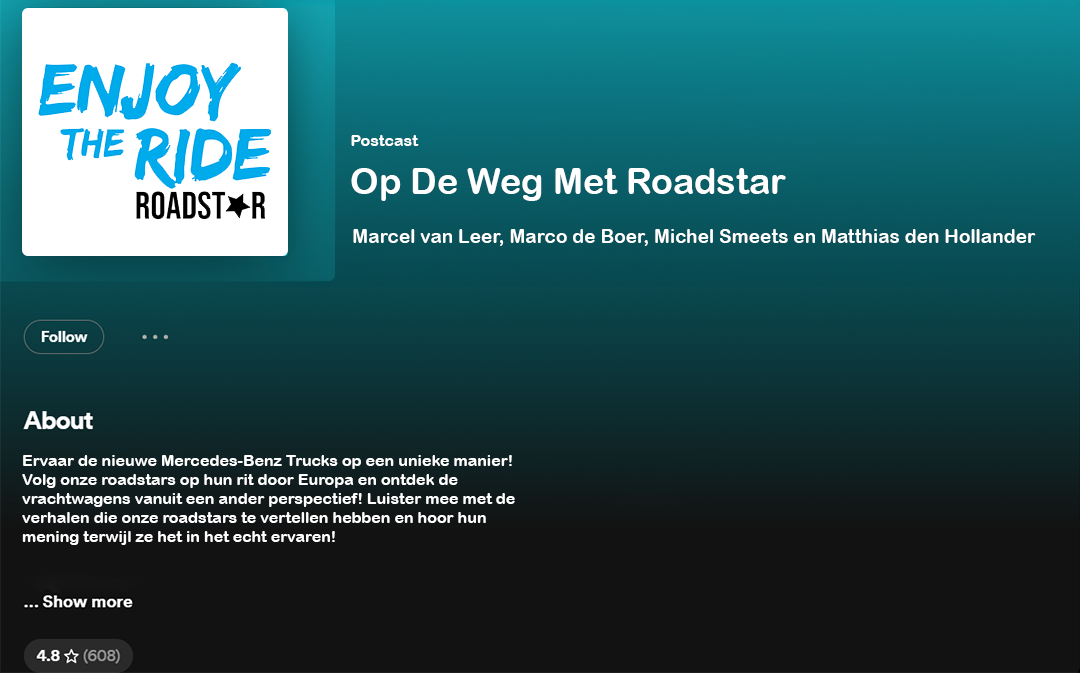 ENJOY
THE RIDE
ROADST★R
Postcast
Op De Weg Met Roadstar
Marcel van Leer, Marco de Boer, Michel Smeets en Matthias den Hollander
Follow
About
Ervaar de nieuwe Mercedes-Benz Trucks op een unieke manier!
Volg onze roadstars op hun rit door Europa en ontdek de
vrachtwagens vanuit een ander perspectief! Luister mee met de
verhalen die onze roadstars te vertellen hebben en hoor hun
mening terwijl ze het in het echt ervaren!
... Show more
4.8 ☆ (608)